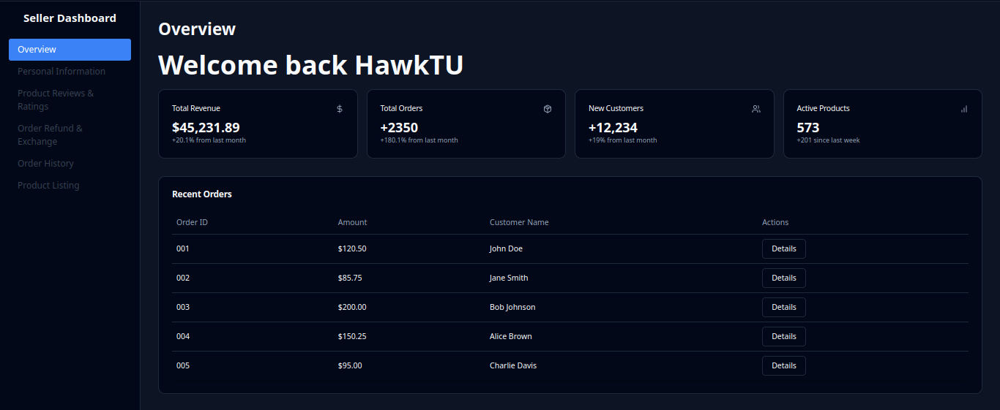 Seller Dashboard
Overview
Personal Information
Product Reviews &
Ratings
Order Refund &
Exchange
Order History
Product Listing
Overview
Welcome back HawkTU
Total Revenue
$45,231.89
+20.1% from last month
Total Orders
+2350
+180.1% from last month
New Customers
+12,234
+19% from last month
Active Products
573
+201 since last week
Recent Orders
Order ID Amount Customer Name Actions
001 $120.50 John Doe Details
002 $85.75 Jane Smith Details
003 $200.00 Bob Johnson Details
004 $150.25 Alice Brown Details
005 $95.00 Charlie Davis Details